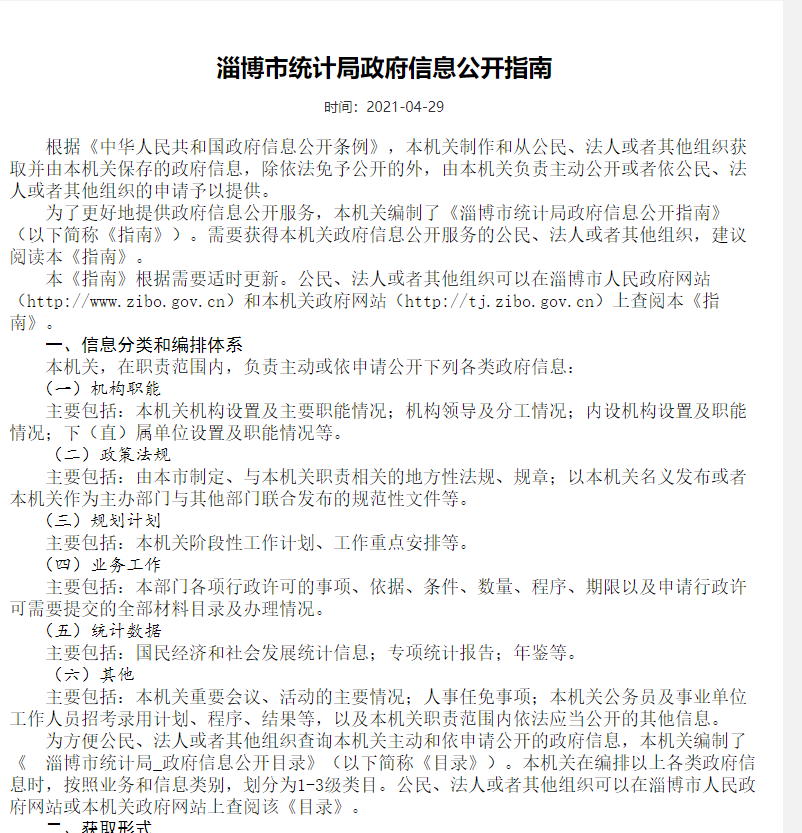 淄博市统计局政府信息公开指南
时间：2021-04-29
根据《中华人民共和国政府信息公开条例》，本机关制作和从公民、法人或者其他组织获
取并由本机关保存的政府信息，除依法免予公开的外，由本机关负责主动公开或者依公民、法
人或者其他组织的申请予以提供。
为了更好地提供政府信息公开服务，本机关编制了《淄博市统计局政府信息公开指南》
（以下简称《指南》）。需要获得本机关政府信息公开服务的公民、法人或者其他组织，建议
阅读本《指南》。
本《指南》根据需要适时更新。公民、法人或者其他组织可以在淄博市人民政府网站
（http://www.zibo.gov.cn）和本机关政府网站（http://tj.zibo.gov.cn）上查阅本《指
南》。
一、信息分类和编排体系
本机关，在职责范围内，负责主动或依申请公开下列各类政府信息：
（一）机构职能
主要包括：本机关机构设置及主要职能情况；机构领导及分工情况；内设机构设置及职能
情况；下（直）属单位设置及职能情况等。
（二）政策法规
主要包括：由本市制定、与本机关职责相关的地方性法规、规章；以本机关名义发布或者
本机关作为主办部门与其他部门联合发布的规范性文件等。
（三）规划计划
主要包括：本机关阶段性工作计划、工作重点安排等。
（四）业务工作
主要包括：本部门各项行政许可的事项、依据、条件、数量、程序、期限以及申请行政许
可需要提交的全部材料目录及办理情况。
（五）统计数据
主要包括：国民经济和社会发展统计信息；专项统计报告；年鉴等。
（六）其他
主要包括：本机关重要会议、活动的主要情况；人事任免事项；本机关公务员及事业单位
工作人员招考录用计划、程序、结果等，以及本机关职责范围内依法应当公开的其他信息。
为方便公民、法人或者其他组织查询本机关主动和依申请公开的政府信息，本机关编制了
《　淄博市统计局_政府信息公开目录》（以下简称《目录》）。本机关在编排以上各类政府信
息时，按照业务和信息类别，划分为1-3级类目。公民、法人或者其他组织可以在淄博市人民政
府网站或本机关政府网站上查阅该《目录》。
二、获取形式